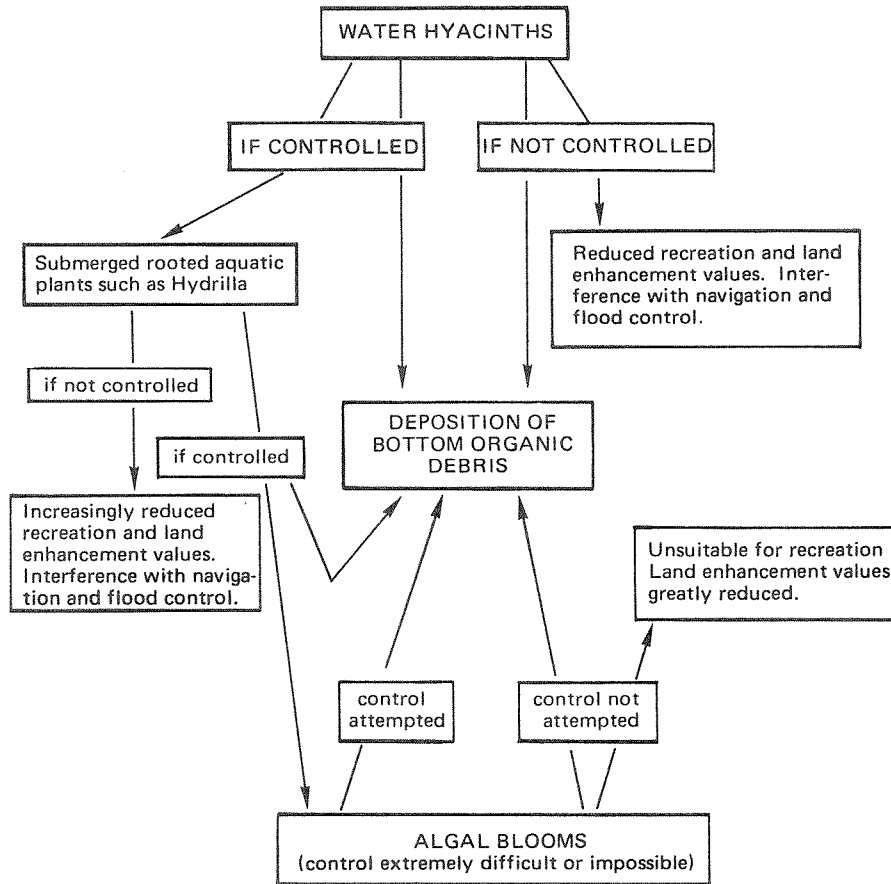 WATER HYACINTHS
IF CONTROLLED
IF NOT CONTROLLED
Submerged rooted aquatic
plants such as Hydrilla
Reduced recreation and land
enhancement values. Inter-
ference with navigation and
flood control.
if not controlled
DEPOSITION OF
BOTTOM ORGANIC
DEBRIS
if controlled
Increasingly reduced
recreation and land
enhancement values.
Interference with naviga-
tion and flood control.
Unsuitable for recreation
Land enhancement values
greatly reduced.
control
attempted
control not
attempted
ALGAL BLOOMS
(control extremely difficult or impossible)